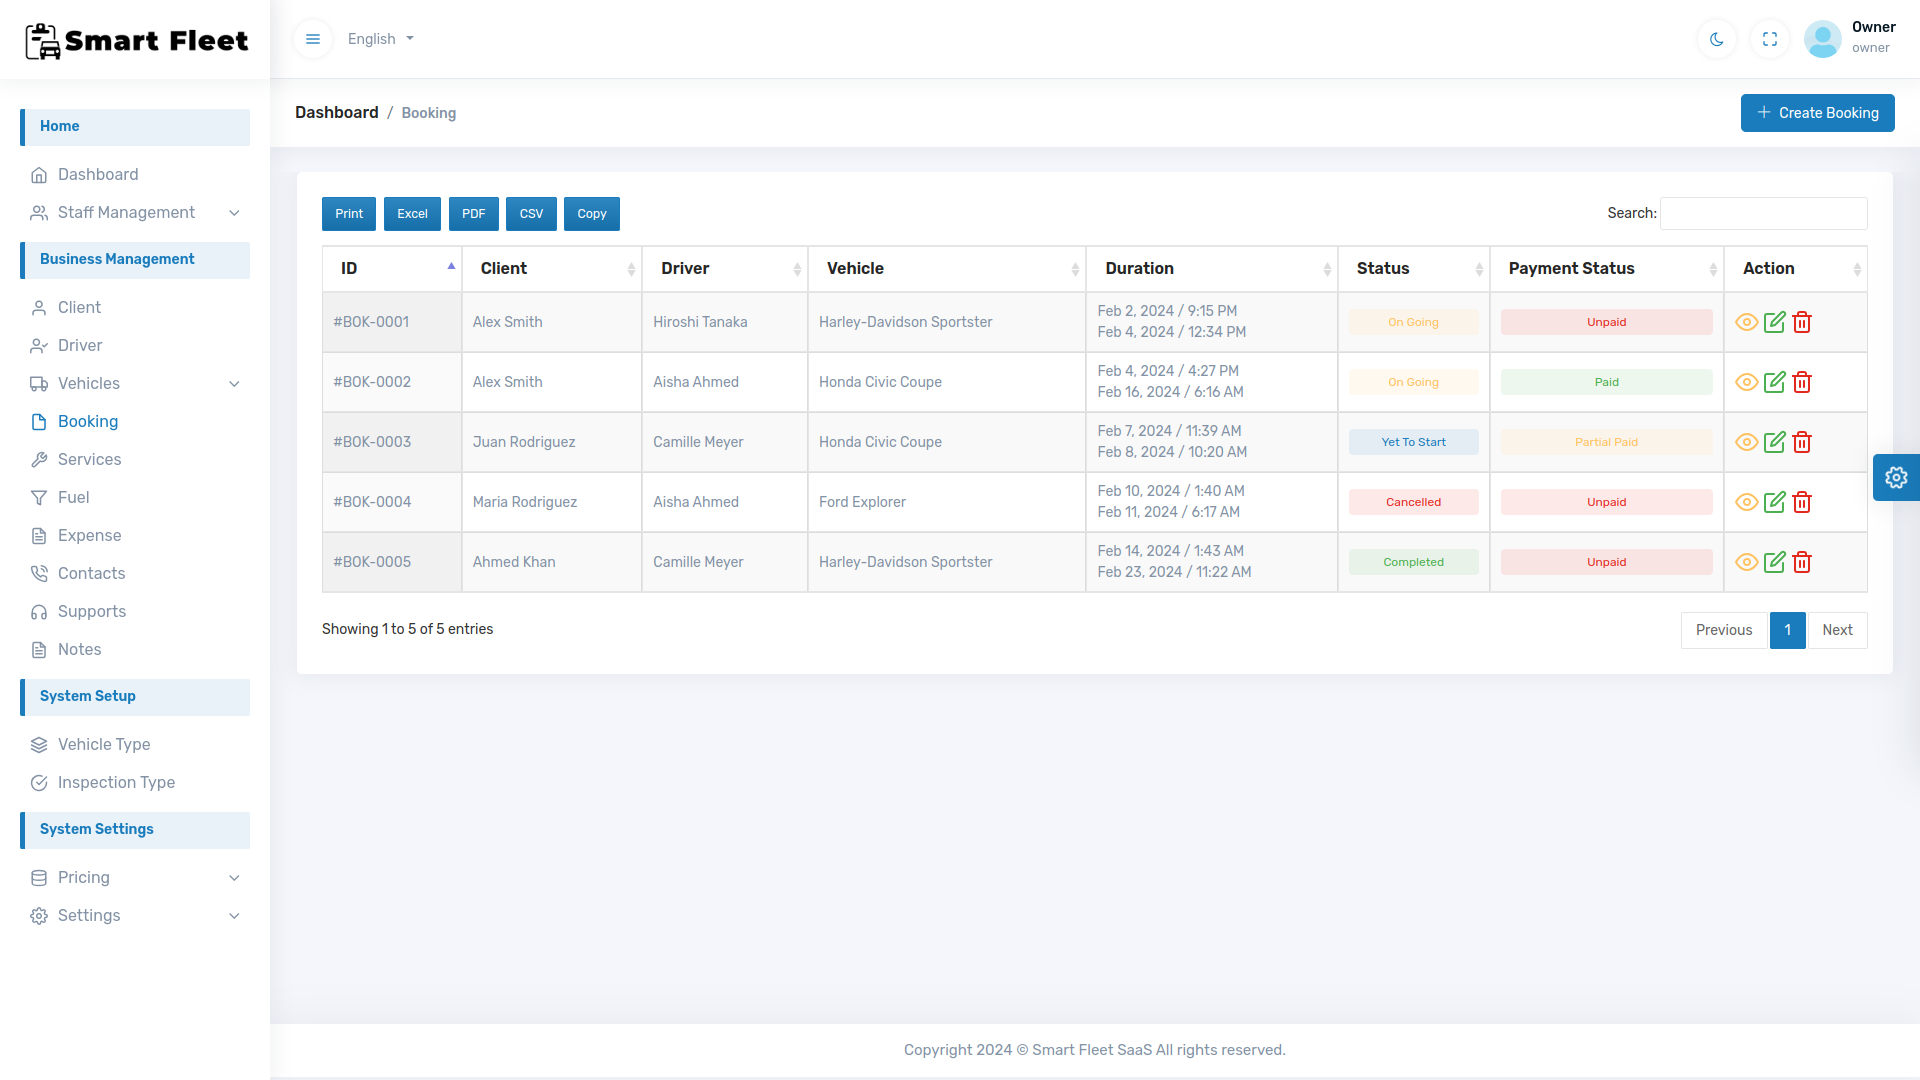 Smart Fleet
English
Owner
owner
Home
Dashboard
Staff Management
Business Management
Client
Driver
Vehicles
Booking
Services
Fuel
Expense
Contacts
Supports
Notes
System Setup
Vehicle Type
Inspection Type
System Settings
Pricing
Settings
Dashboard / Booking
Create Booking
Print Excel PDF CSV Copy
Search:
ID Client Driver Vehicle Duration Status Payment Status Action
#BOK-0001 Alex Smith Hiroshi Tanaka Harley-Davidson Sportster Feb 2, 2024 / 9:15 PM On Going Unpaid
Feb 4, 2024 / 12:34 PM
#BOK-0002 Alex Smith Aisha Ahmed Honda Civic Coupe Feb 4, 2024 / 4:27 PM On Going Paid
Feb 16, 2024 / 6:16 AM
#BOK-0003 Juan Rodriguez Camille Meyer Honda Civic Coupe Feb 7, 2024 / 11:39 AM Yet To Start Partial Paid
Feb 8, 2024 / 10:20 AM
#BOK-0004 Maria Rodriguez Aisha Ahmed Ford Explorer Feb 10, 2024 / 1:40 AM Cancelled Unpaid
Feb 11, 2024 / 6:17 AM
#BOK-0005 Ahmed Khan Camille Meyer Harley-Davidson Sportster Feb 14, 2024 / 1:43 AM Completed Unpaid
Feb 23, 2024 / 11:22 AM
Showing 1 to 5 of 5 entries
Previous 1 Next
Copyright 2024 © Smart Fleet SaaS All rights reserved.